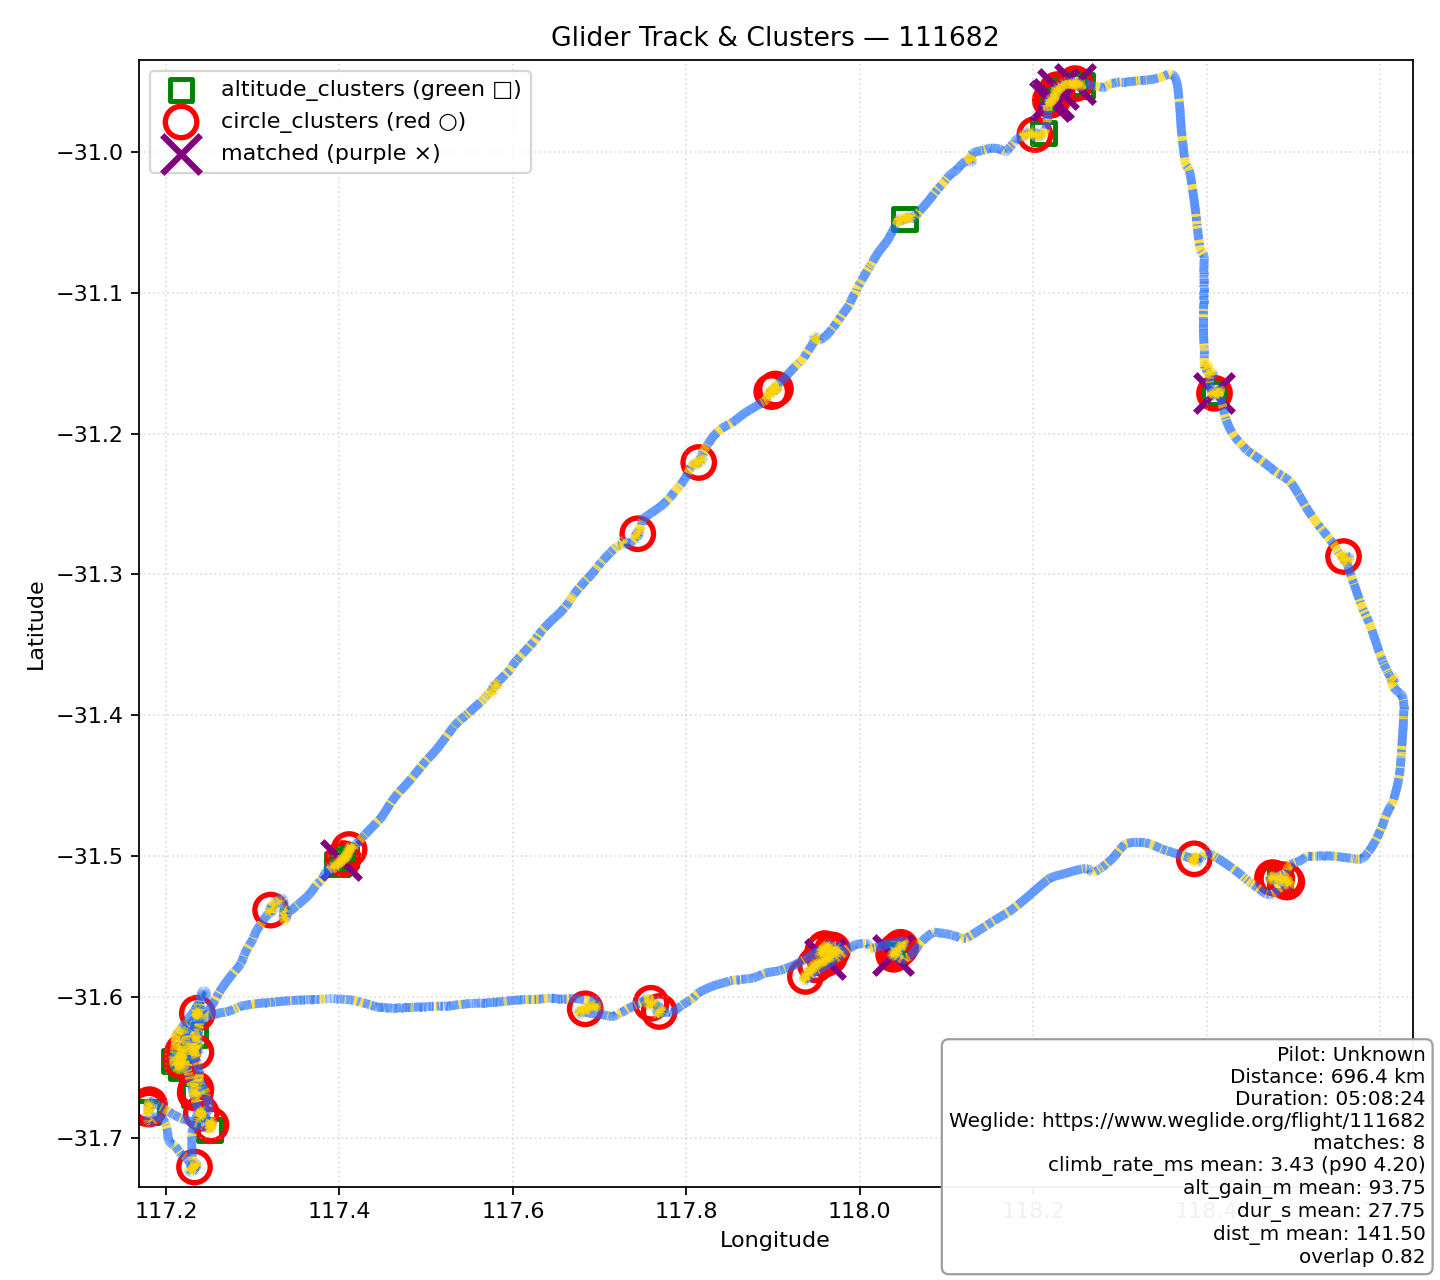 Glider Track & Clusters — 111682
altitude_clusters (green □)
circle_clusters (red ○)
matched (purple ×)
Latitude
−31.0
−31.1
−31.2
−31.3
−31.4
−31.5
−31.6
−31.7
117.2
117.4
117.6
117.8
118.0
118.2
118.4
Longitude
Pilot: Unknown
Distance: 696.4 km
Duration: 05:08:24
Weglide: https://www.weglide.org/flight/111682
matches: 8
climb_rate_ms mean: 3.43 (p90 4.20)
alt_gain_m mean: 93.75
dur_s mean: 27.75
dist_m mean: 141.50
overlap 0.82